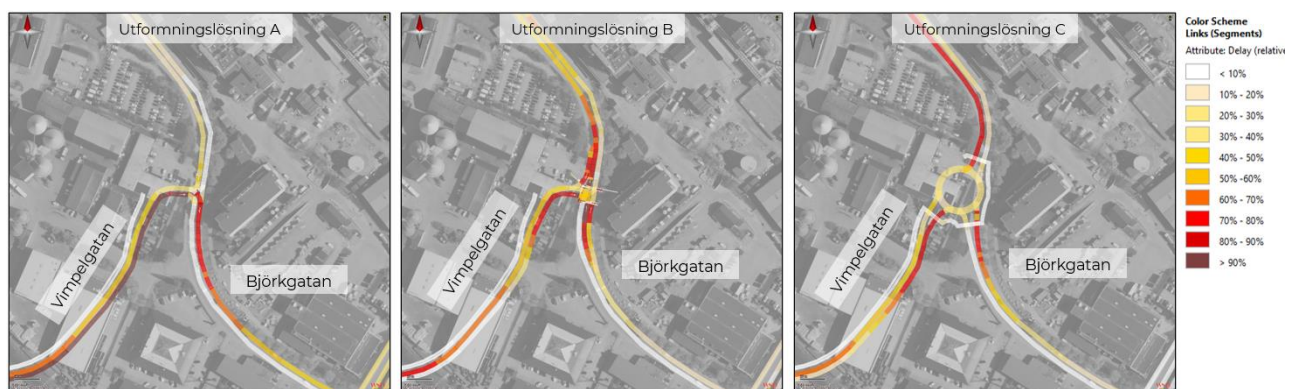 Utformningslösning A
Vimpelgatan
Björkgatan
Utformningslösning B
Vimpelgatan
Björkgatan
Utformningslösning C
Vimpelgatan
Björkgatan
Color Scheme
Links (Segments)
Attribute: Delay (relative
< 10%
10% - 20%
20% - 30%
30% - 40%
40% - 50%
50% -60%
60% - 70%
70% - 80%
80% - 90%
> 90%